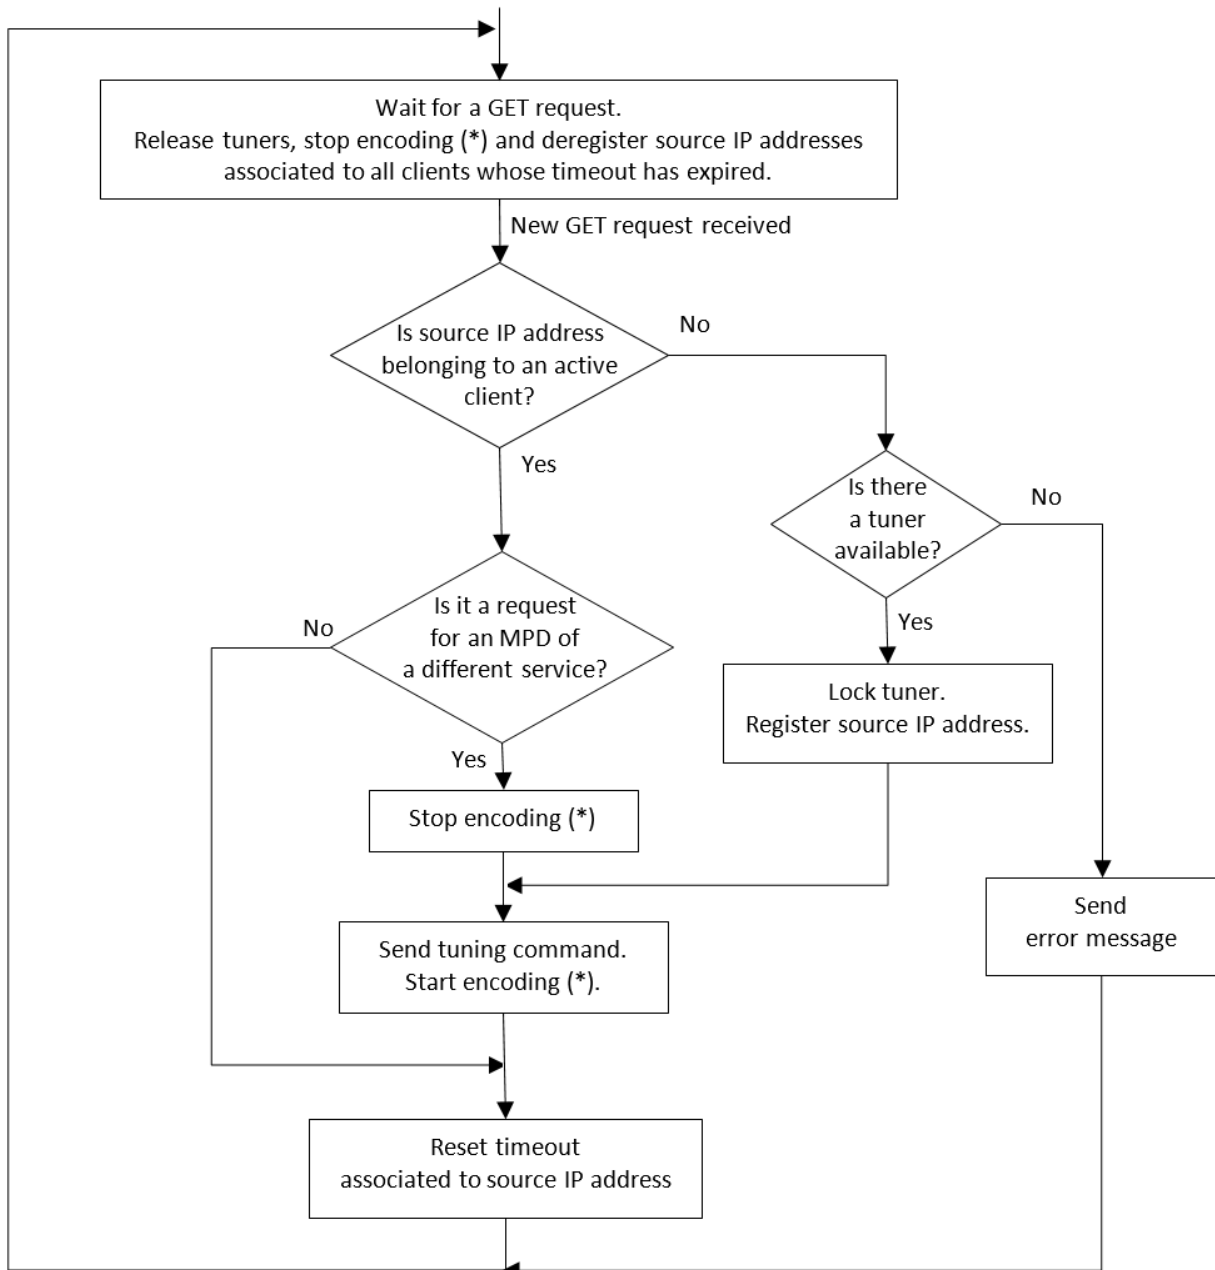 Wait for a GET request.
Release tuners, stop encoding (*) and deregister source IP addresses
associated to all clients whose timeout has expired.
New GET request received
Is source IP address
belonging to an active
client?
No
Yes
Is there
a tuner
available?
No
Yes
Is it a request
for an MPD of
a different service?
No
Yes
Lock tuner.
Register source IP address.
Stop encoding (*)
Send tuning command.
Start encoding (*).
Send
error message
Reset timeout
associated to source IP address